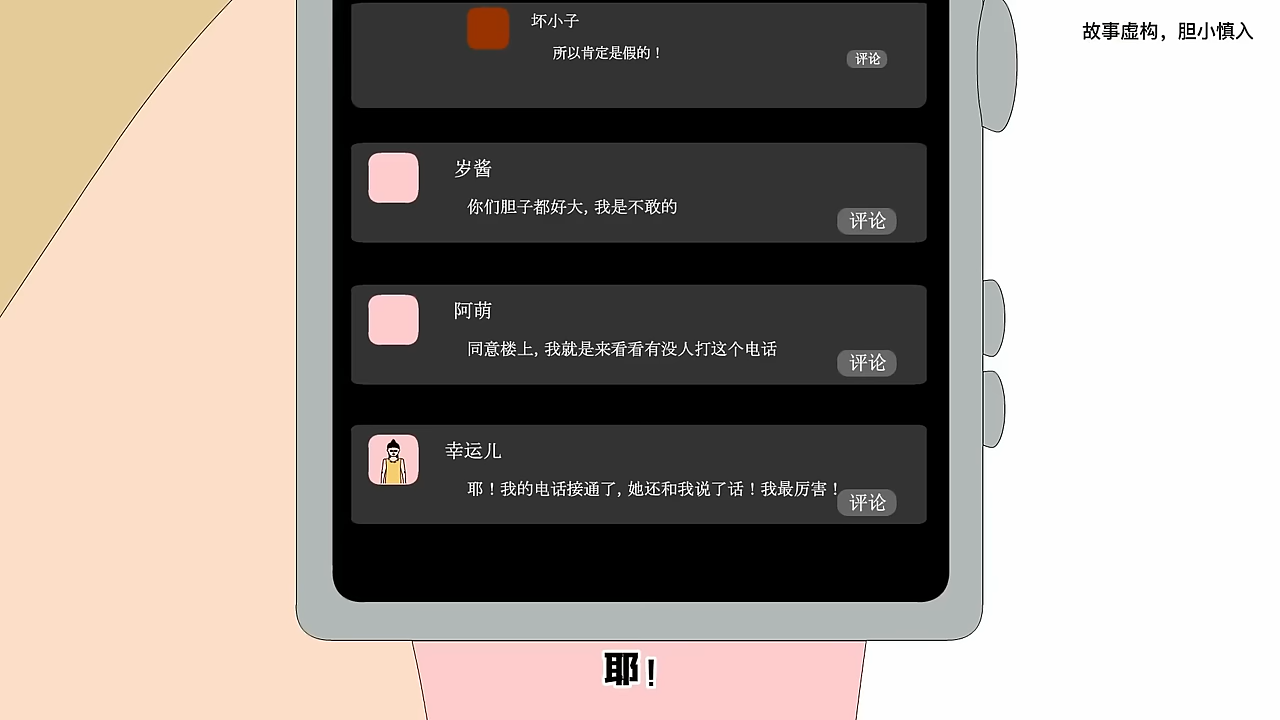 故事虚构，胆小慎入
坏小子
所以肯定是假的！
评论
岁酱
你们胆子都好大, 我是不敢的
评论
阿萌
同意楼上, 我就是来看看有没人打这个电话
评论
幸运儿
耶！我的电话接通了, 她还和我说了话！我最厉害！
评论
耶！